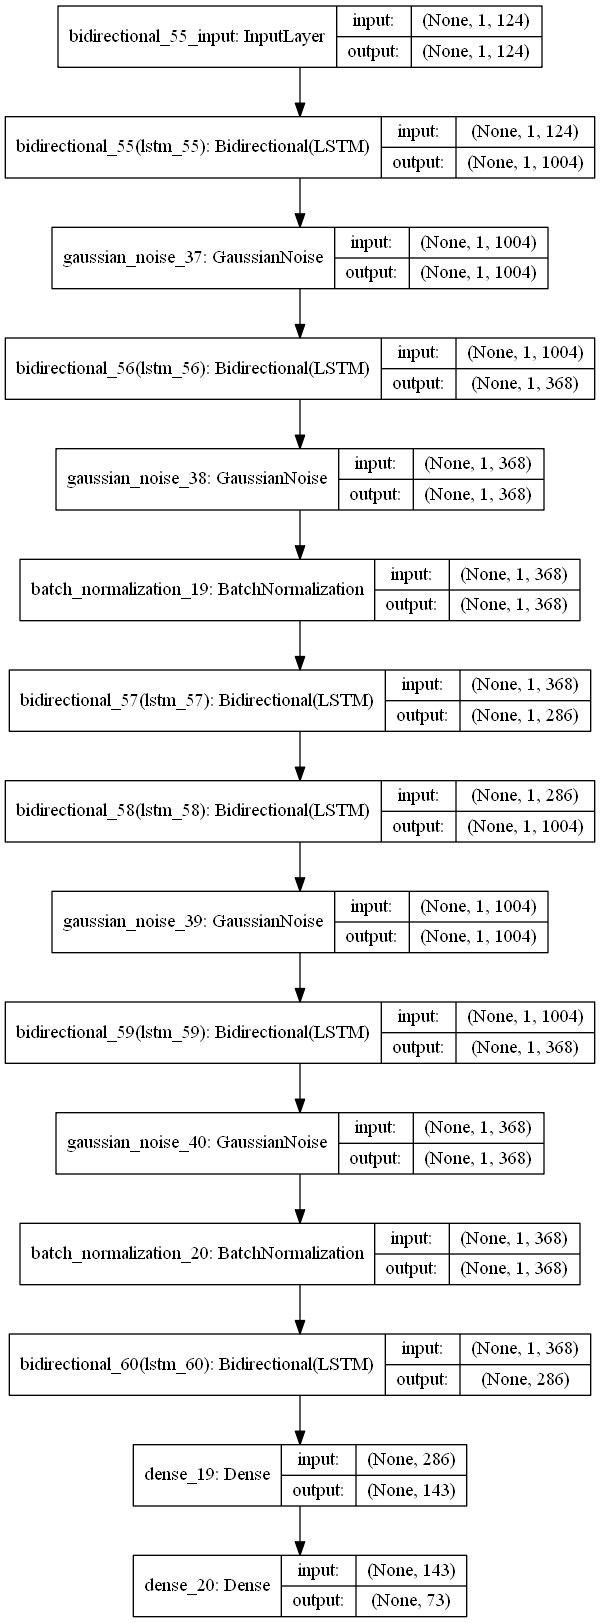 bidirectional_55_input: InputLayer
input: (None, 1, 124)
output: (None, 1, 124)
bidirectional_55(lstm_55): Bidirectional(LSTM)
input: (None, 1, 124)
output: (None, 1, 1004)
gaussian_noise_37: GaussianNoise
input: (None, 1, 1004)
output: (None, 1, 1004)
bidirectional_56(lstm_56): Bidirectional(LSTM)
input: (None, 1, 1004)
output: (None, 1, 368)
gaussian_noise_38: GaussianNoise
input: (None, 1, 368)
output: (None, 1, 368)
batch_normalization_19: BatchNormalization
input: (None, 1, 368)
output: (None, 1, 368)
bidirectional_57(lstm_57): Bidirectional(LSTM)
input: (None, 1, 368)
output: (None, 1, 286)
bidirectional_58(lstm_58): Bidirectional(LSTM)
input: (None, 1, 286)
output: (None, 1, 1004)
gaussian_noise_39: GaussianNoise
input: (None, 1, 1004)
output: (None, 1, 1004)
bidirectional_59(lstm_59): Bidirectional(LSTM)
input: (None, 1, 1004)
output: (None, 1, 368)
gaussian_noise_40: GaussianNoise
input: (None, 1, 368)
output: (None, 1, 368)
batch_normalization_20: BatchNormalization
input: (None, 1, 368)
output: (None, 1, 368)
bidirectional_60(lstm_60): Bidirectional(LSTM)
input: (None, 1, 368)
output: (None, 286)
dense_19: Dense
input: (None, 286)
output: (None, 143)
dense_20: Dense
input: (None, 143)
output: (None, 73)